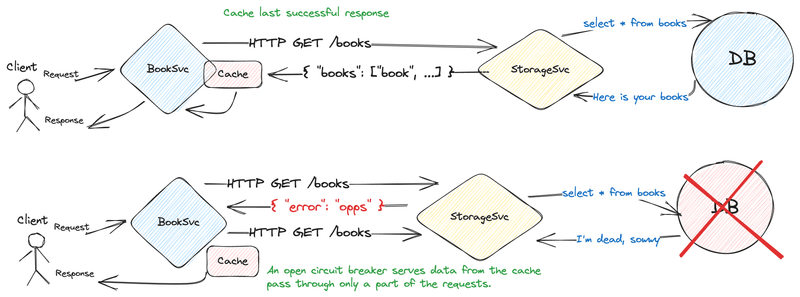 Cache last successful response
HTTP GET /books
select * from books
Client
Request
BookSvc
Cache
StorageSvc
DB
{ "books": ["book", ...] }
Response
Here is your books
HTTP GET /books
select * from books
Client
Request
BookSvc
{ "error": "opps" }
StorageSvc
DB
HTTP GET /books
I'm dead, sowwy
Response
Cache
An open circuit breaker serves data from the cache
pass through only a part of the requests.